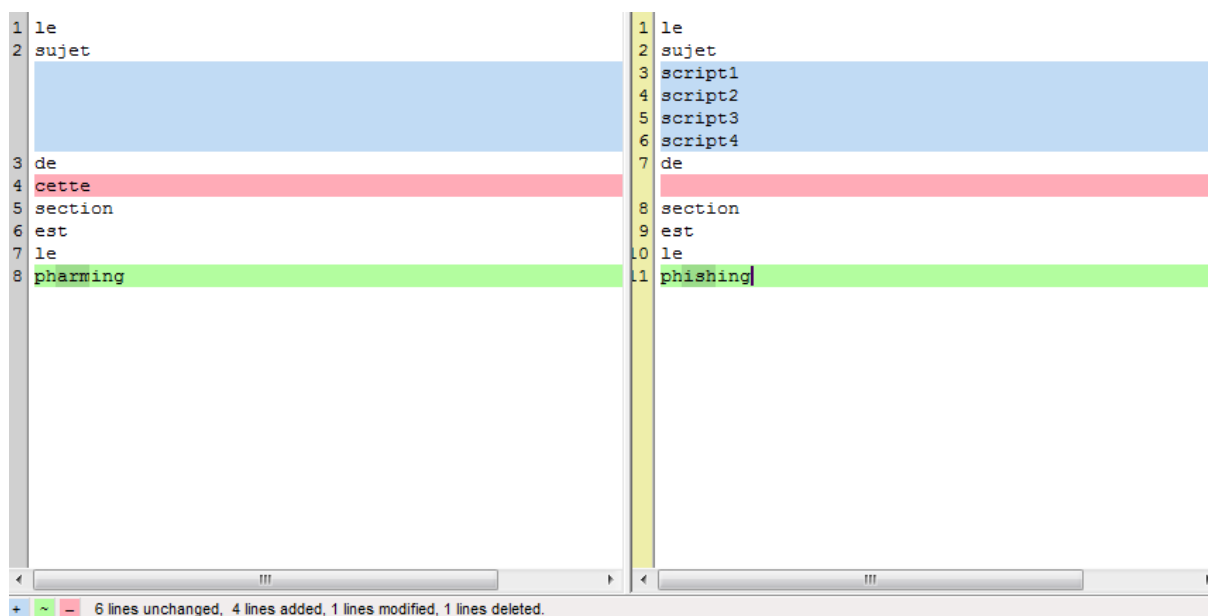 1 le
2 sujet
3 de
4 cette
5 section
6 est
7 le
8 pharming
1 le
2 sujet
3 script1
4 script2
5 script3
6 script4
7 de
8 section
9 est
10 le
11 phishing
+ ~ − 6 lines unchanged, 4 lines added, 1 lines modified, 1 lines deleted.